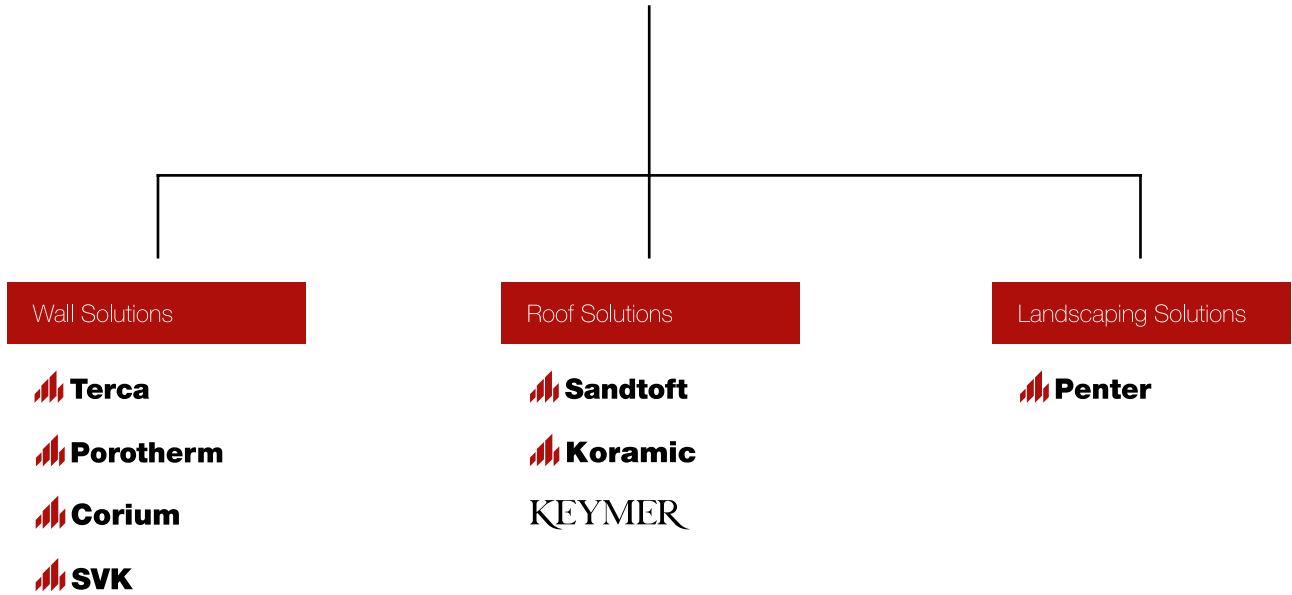 Wall Solutions
Terca
Porotherm
Corium
SVK
Roof Solutions
Sandtoft
Koramic
KEYMER
Landscaping Solutions
Penter